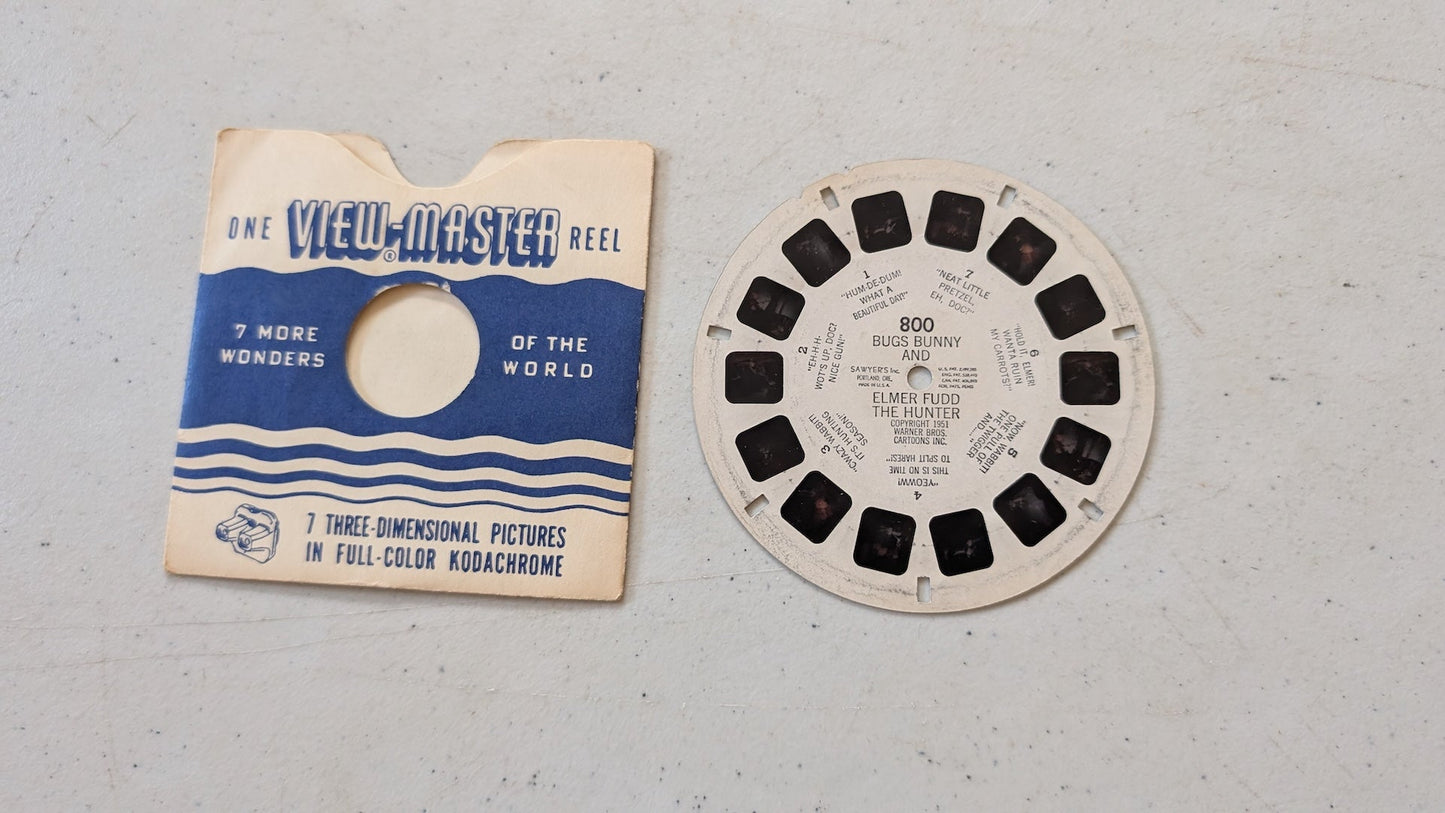 ONE VIEW-MASTER® REEL
7 MORE
WONDERS
OF THE
WORLD
7 THREE-DIMENSIONAL PICTURES
IN FULL-COLOR KODACHROME
800
BUGS BUNNY
AND
SAWYER'S Inc.
PORTLAND, ORE.
MADE IN U.S.A.
ELMER FUDD
THE HUNTER
COPYRIGHT 1951
WARNER BROS.
CARTOONS INC.
1
"HUM-DE-DUM!
WHAT A
BEAUTIFUL DAY!"
2
"EH-H-H-
WOT'S UP, DOC?
NICE GUN!"
3
"CWAZY WABBIT!
IT'S HUNTING
SEASON!"
4
"YEOWW!
THIS IS NO TIME
TO SPLIT HARES!"
5
"NOW WABBIT!
ONE PULL OF
THE TWIGGER
AND...."
6
"HOLD IT, ELMER!
WANTA RUIN
MY CARROTS?"
7
"NEAT LITTLE
PRETZEL,
EH, DOC?"